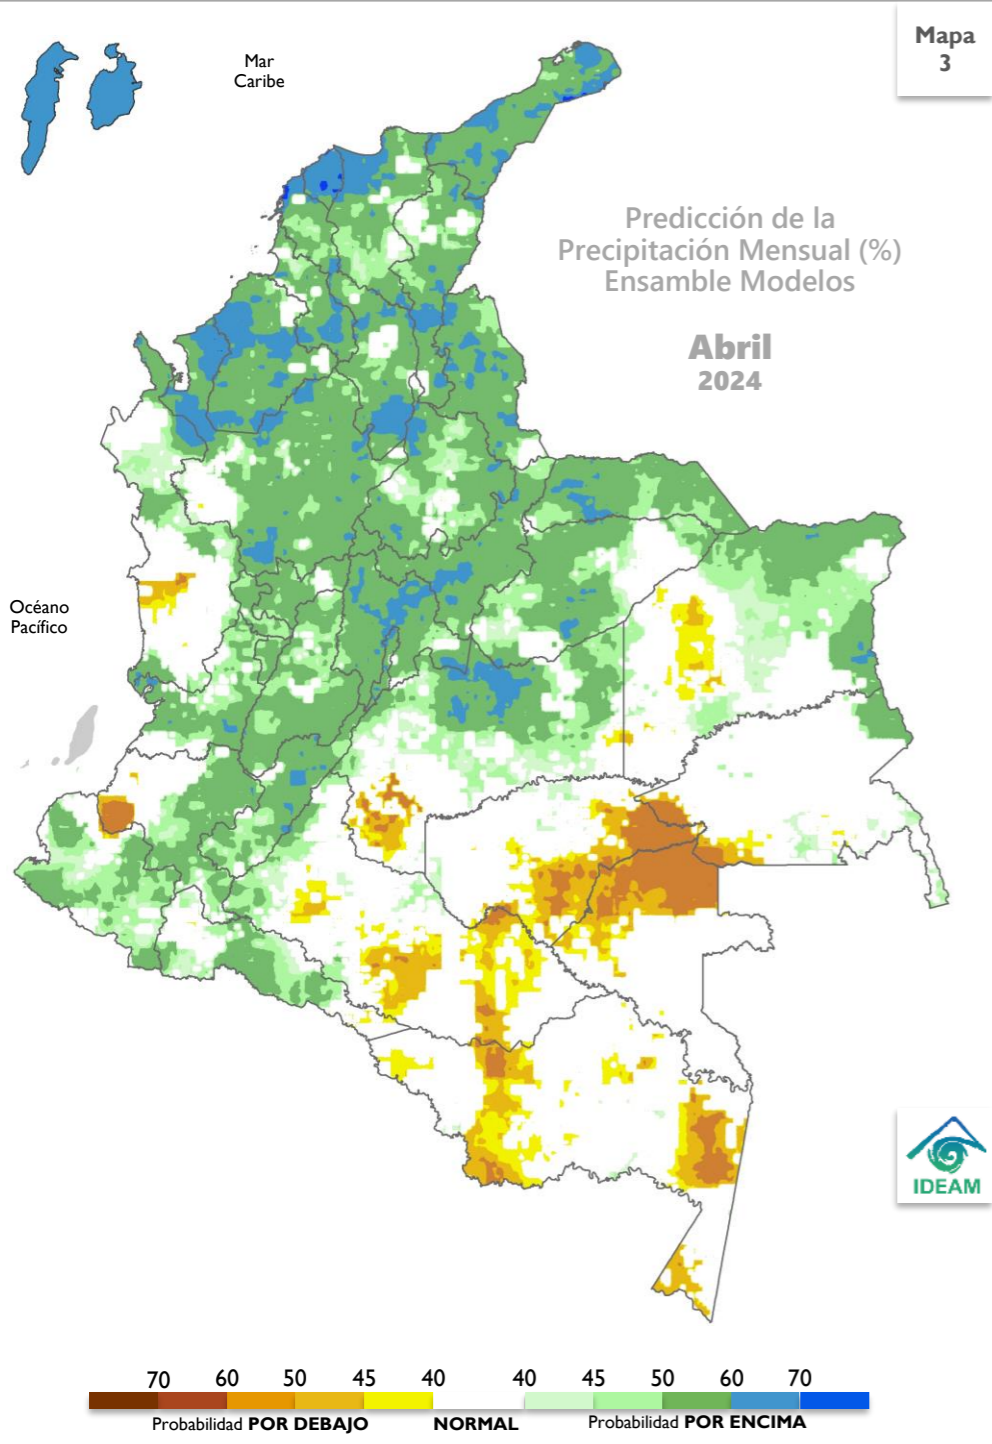 Mapa
3
Mar
Caribe
Predicción de la
Precipitación Mensual (%)
Ensamble Modelos
Abril
2024
Océano
Pacífico
IDEAM
70 60 50 45 40 40 45 50 60 70
Probabilidad POR DEBAJO NORMAL Probabilidad POR ENCIMA